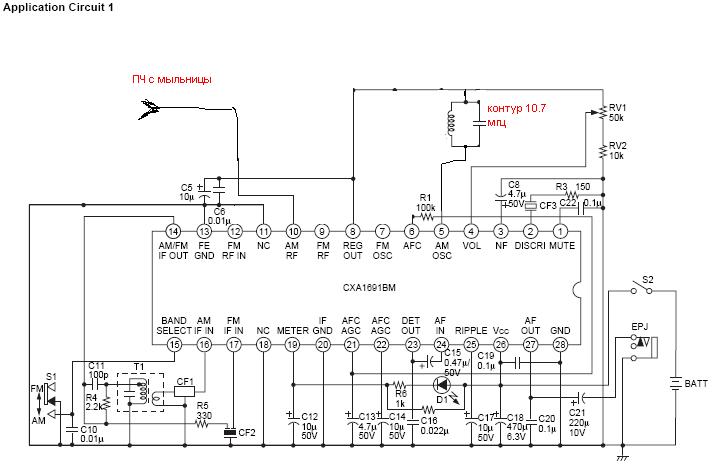 Application Circuit 1
ПЧ с мыльницы
контур 10.7
мгц
RV1
50k
RV2
10k
C5
10µ
C6
0.01µ
R1
100k
C8
4.7µ
50V
R3 150
CF3
C22
0.1µ
14 13 12 11 10 9 8 7 6 5 4 3 2 1
AM/FM
IF OUT
FE
GND
FM
RF IN
NC
AM
RF
FM
RF
REG
OUT
FM
OSC
AFC
AM
OSC
VOL
NF
DISCRI
MUTE
CXA1691BM
BAND
SELECT
AM
IF IN
FM
IF IN
NC
METER
IF
GND
AFC
AGC
AFC
AGC
DET
OUT
AF
IN
RIPPLE
Vcc
AF
OUT
GND
15 16 17 18 19 20 21 22 23 24 25 26 27 28
S2
EPJ
BATT
S1
FM
AM
C11
100p
T1
CF1
R4
2.2k
R5
330
CF2
C10
0.01µ
C12
10µ
50V
C13
4.7µ
50V
C14
10µ
50V
C15
0.47µ/
50V
R6
1k
D1
C16
0.022µ
C19
0.1µ
C17
10µ
50V
C18
470µ
6.3V
C20
0.1µ
C21
220µ
10V